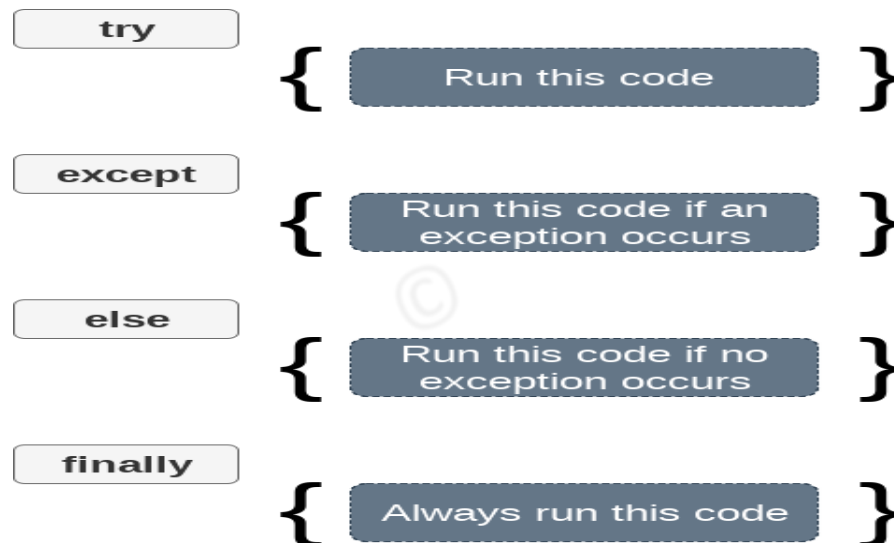 try
{ Run this code }
except
{ Run this code if an
exception occurs }
else
{ Run this code if no
exception occurs }
finally
{ Always run this code }
©